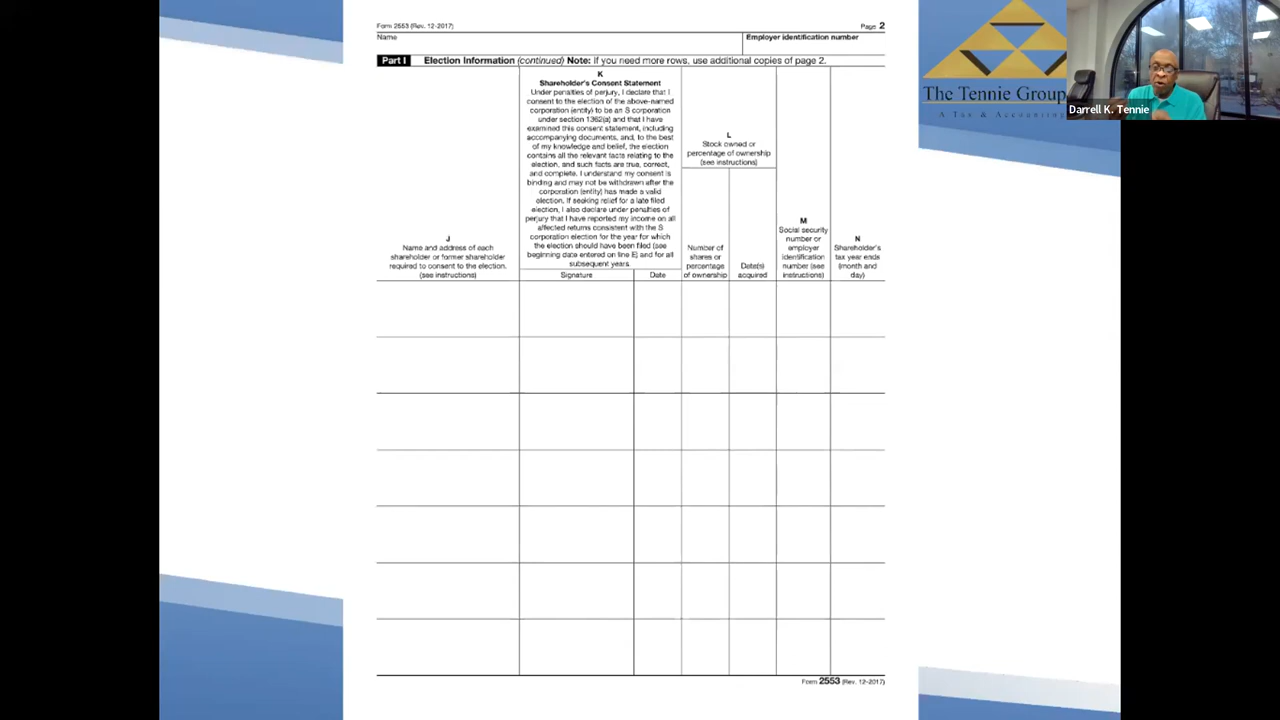 Form 2553 (Rev. 12-2017)
Page 2
Name
Employer identification number
Part I Election Information (continued) Note: If you need more rows, use additional copies of page 2.
J
Name and address of each
shareholder or former shareholder
required to consent to the election.
(see instructions)
K
Shareholder's Consent Statement
Under penalties of perjury, I declare that I
consent to the election of the above-named
corporation (entity) to be an S corporation
under section 1362(a) and that I have
examined this consent statement, including
accompanying documents, and, to the best
of my knowledge and belief, the election
contains all the relevant facts relating to the
election, and such facts are true, correct,
and complete. I understand my consent is
binding and may not be withdrawn after the
corporation (entity) has made a valid
election. If seeking relief for a late filed
election, I also declare under penalties of
perjury that I have reported my income on all
affected returns consistent with the S
corporation election for the year for which
the election should have been filed (see
beginning date entered on line E) and for all
subsequent years.
Signature
Date
L
Stock owned or
percentage of ownership
(see instructions)
Number of
shares or
percentage
of ownership
Date(s)
acquired
M
Social security
number or
employer
identification
number (see
instructions)
N
Shareholder's
tax year ends
(month and
day)
Form 2553 (Rev. 12-2017)
The Tennie Group
A Tax & Accounting
Darrell K. Tennie